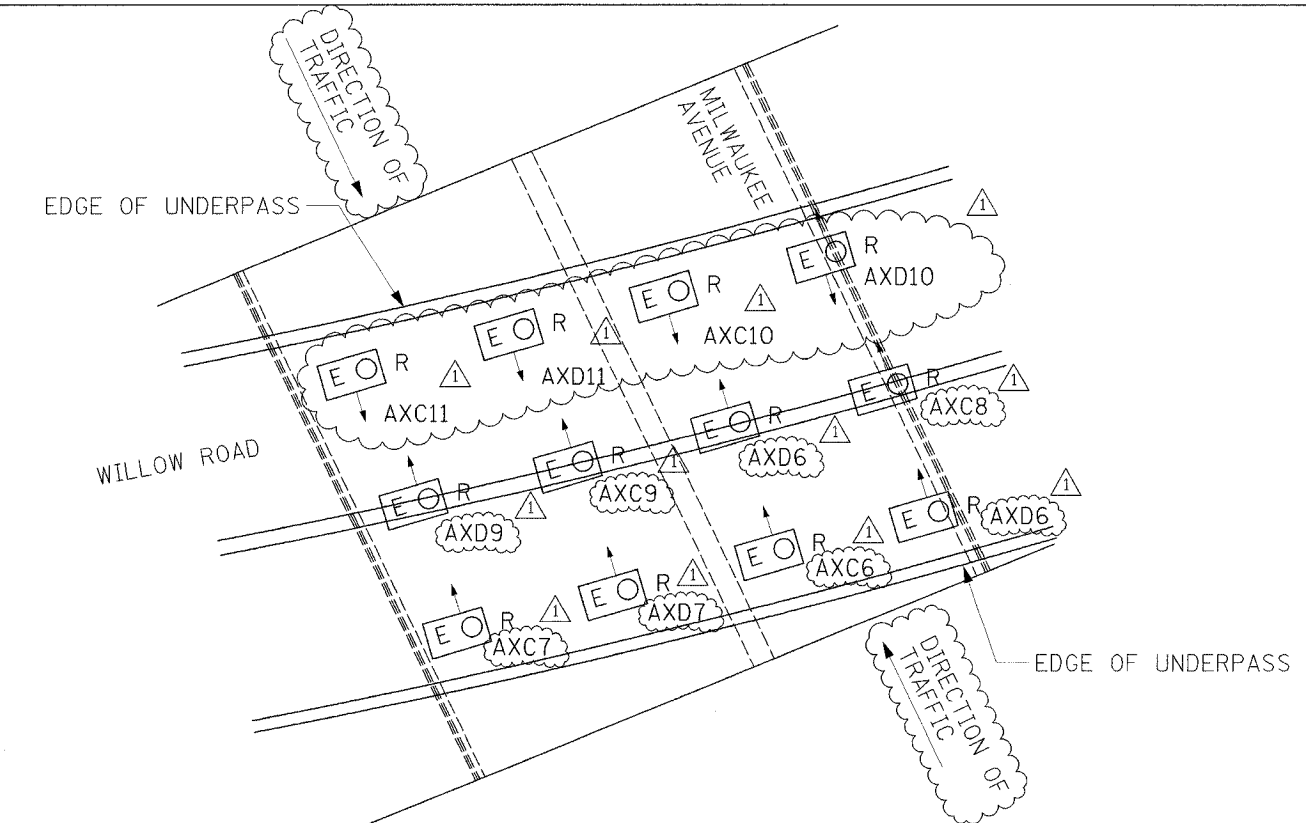 DIRECTION OF
TRAFFIC
MILWAUKEE
AVENUE
EDGE OF UNDERPASS
1
E R
AXD10
E R
1
AXC10
E R
1
AXD11
E R
1
AXC11
WILLOW ROAD
E R
1
AXC8
E R
1
AXD6
E R
1
AXC9
E R
1
AXD9
E R
1
AXD6
E R
1
AXC6
E R
1
AXD7
E R
1
AXC7
EDGE OF UNDERPASS
DIRECTION OF
TRAFFIC